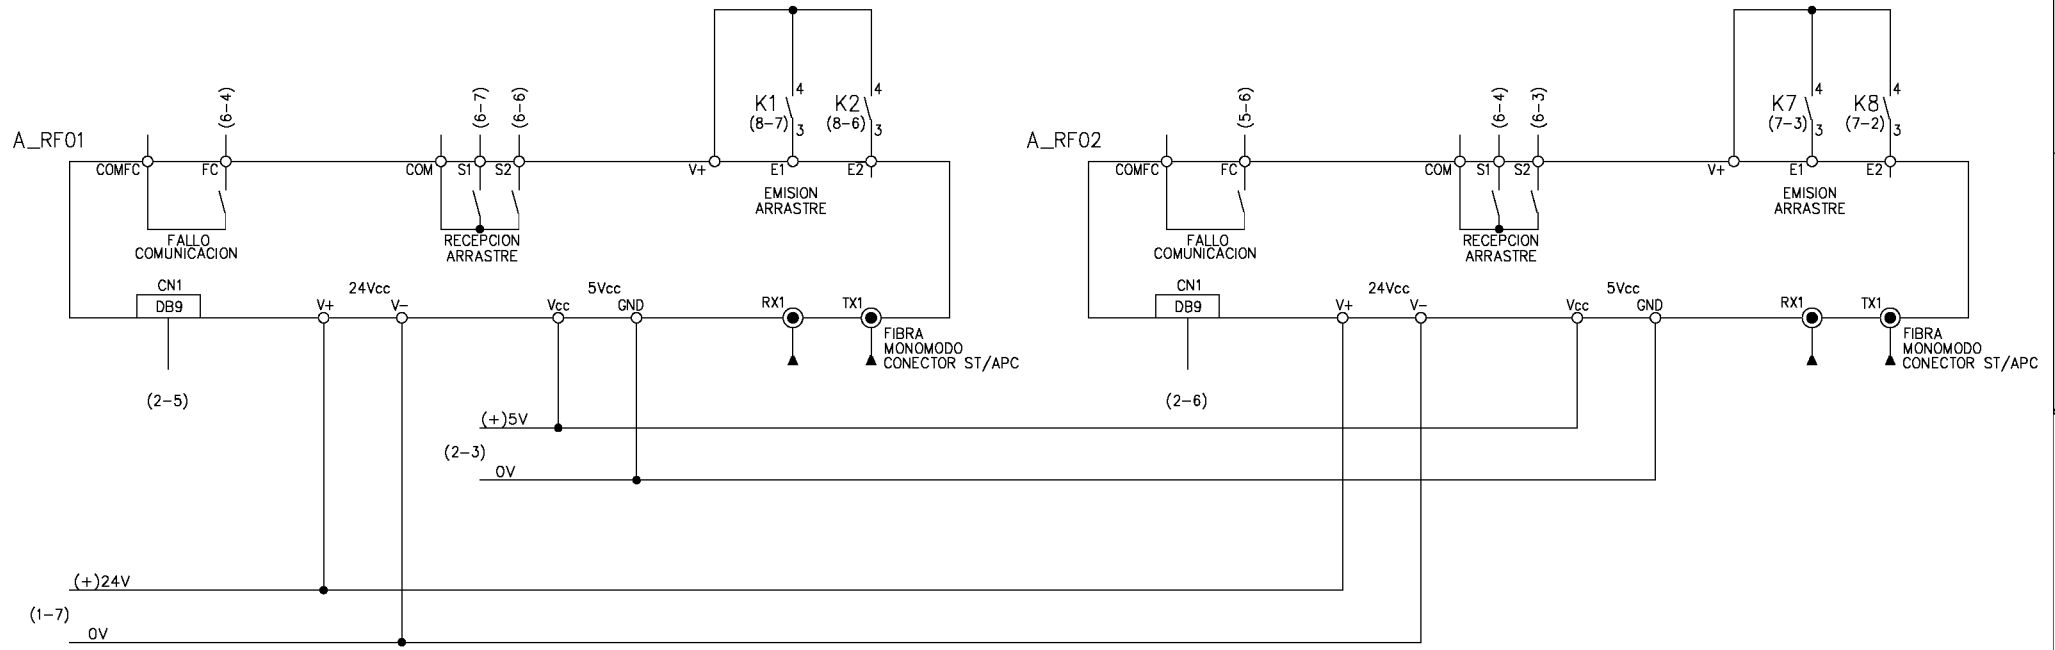 A_RF01
(6-4)
(6-7)
(6-6)
K1
(8-7)
4
3
K2
(8-6)
4
3
COMFC
FC
COM
S1
S2
V+
E1
E2
FALLO
COMUNICACION
RECEPCION
ARRASTRE
EMISION
ARRASTRE
CN1
DB9
24Vcc
V+
V-
5Vcc
Vcc
GND
RX1
TX1
FIBRA
MONOMODO
CONECTOR ST/APC
(2-5)
A_RF02
(5-6)
(6-4)
(6-3)
K7
(7-3)
4
3
K8
(7-2)
4
3
COMFC
FC
COM
S1
S2
V+
E1
E2
FALLO
COMUNICACION
RECEPCION
ARRASTRE
EMISION
ARRASTRE
CN1
DB9
24Vcc
V+
V-
5Vcc
Vcc
GND
RX1
TX1
FIBRA
MONOMODO
CONECTOR ST/APC
(2-6)
(+)5V
(2-3)
0V
(+)24V
(1-7)
0V